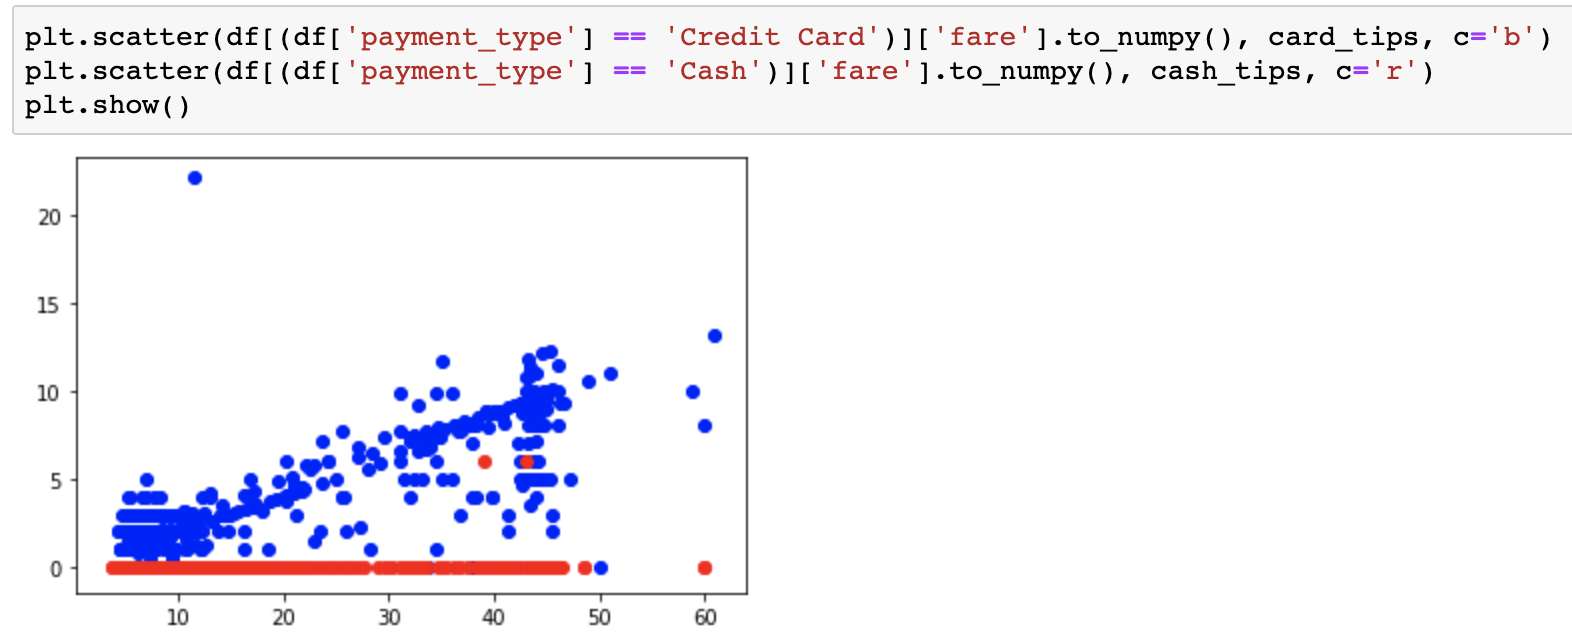 plt.scatter(df[(df['payment_type'] == 'Credit Card')]['fare'].to_numpy(), card_tips, c='b')
plt.scatter(df[(df['payment_type'] == 'Cash')]['fare'].to_numpy(), cash_tips, c='r')
plt.show()
20
15
10
5
0
10 20 30 40 50 60